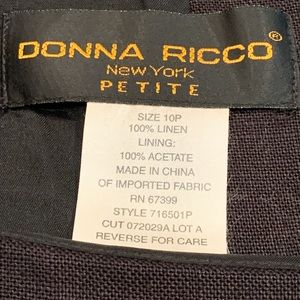 DONNA RICCO®
New York
PETITE
SIZE 10P
100% LINEN
LINING:
100% ACETATE
MADE IN CHINA
OF IMPORTED FABRIC
RN 67399
STYLE 716501P
CUT 072029A LOT A
REVERSE FOR CARE